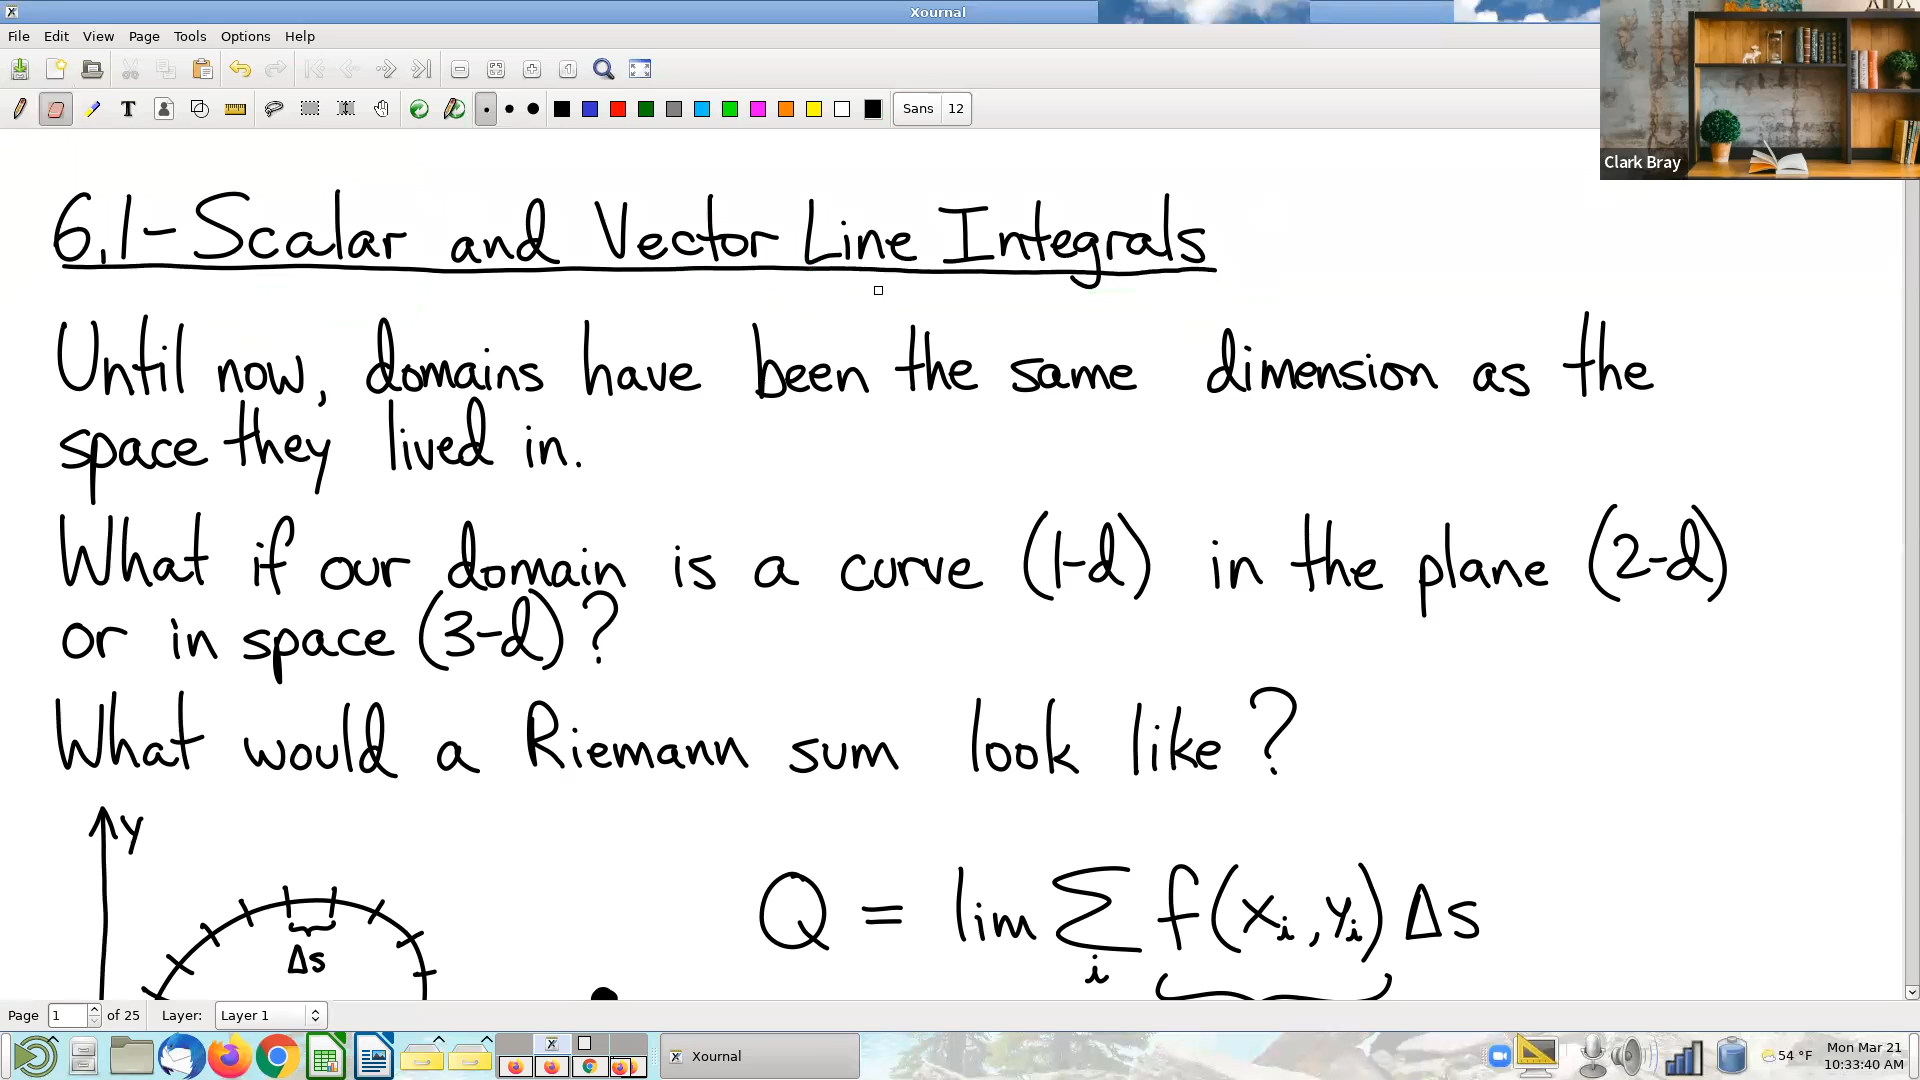 Xournal
File Edit View Page Tools Options Help
Sans 12
Clark Bray
6.1 - Scalar and Vector Line Integrals
Until now, domains have been the same dimension as the
space they lived in.
What if our domain is a curve (1-d) in the plane (2-d)
or in space (3-d)?
What would a Riemann sum look like?
y
Δs
Q = lim Σ f(xᵢ, yᵢ) Δs
i
Page 1 of 25 Layer: Layer 1
Xournal
54 °F
Mon Mar 21
10:33:40 AM